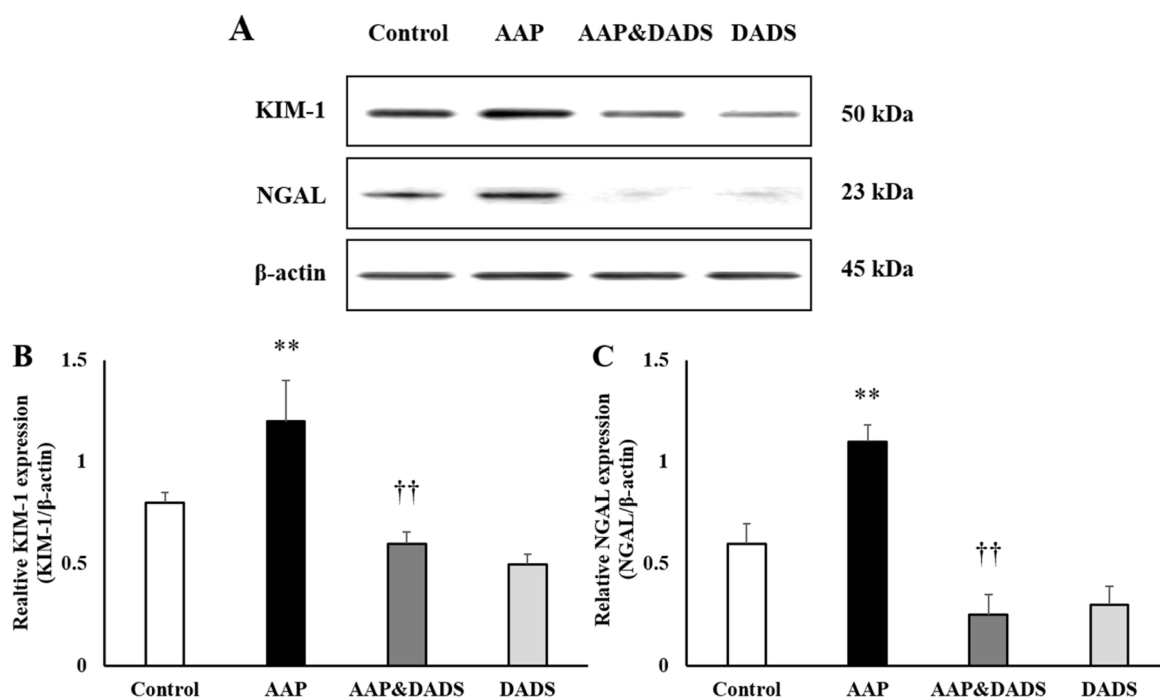 A
Control AAP AAP&DADS DADS
KIM-1 50 kDa
NGAL 23 kDa
β-actin 45 kDa
B
Realtive KIM-1 expression
(KIM-1/β-actin)
1.5
1
0.5
0
**
††
Control AAP AAP&DADS DADS
C
Relative NGAL expression
(NGAL/β-actin)
1.5
1
0.5
0
**
††
Control AAP AAP&DADS DADS